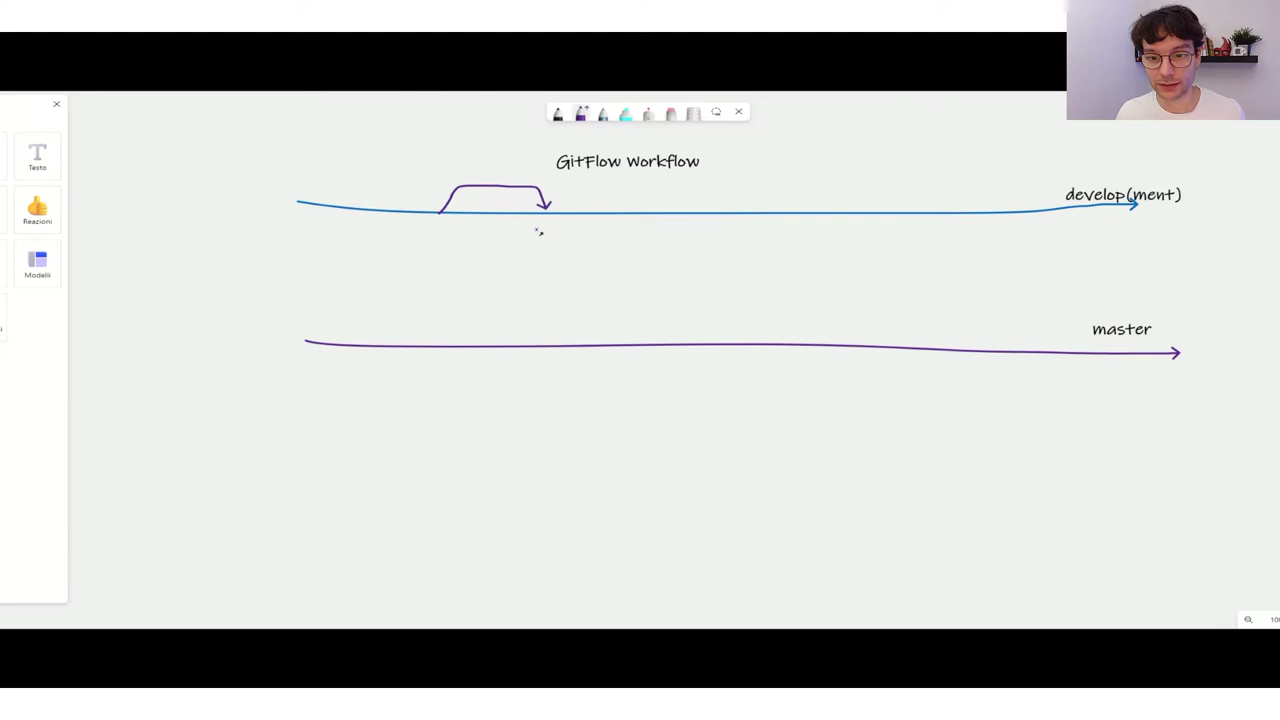 GitFlow Workflow
develop(ment)
Testo
Reazioni
Modelli
master